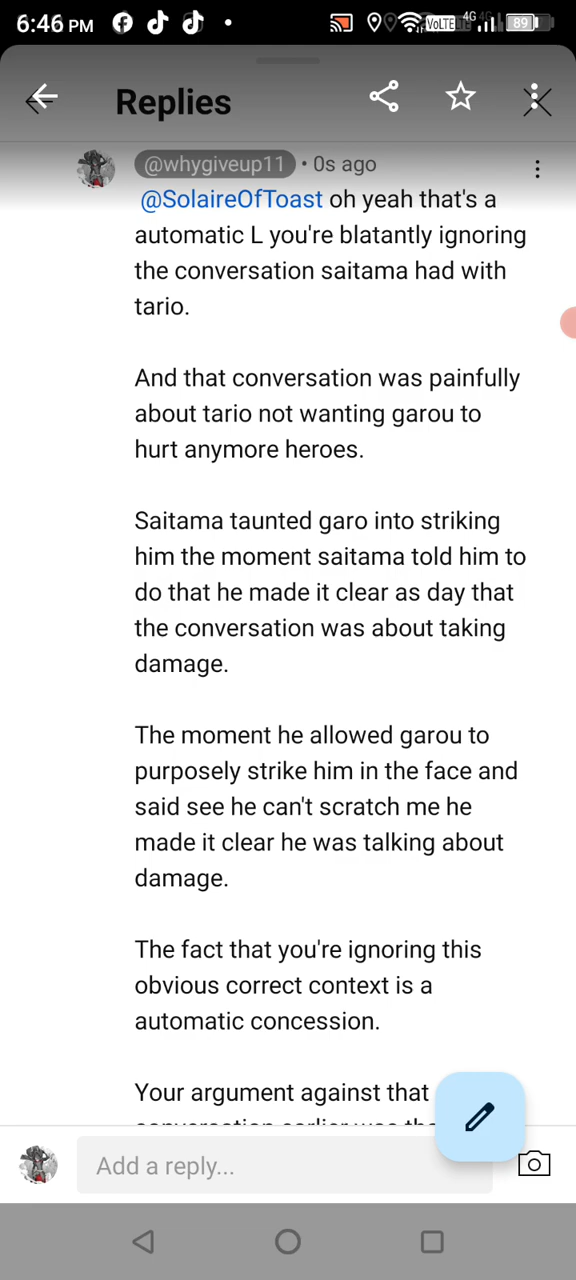 6:46 PM
VoLTE 4G 4G 89
Replies
@whygiveup11 • 0s ago
@SolaireOfToast oh yeah that's a
automatic L you're blatantly ignoring
the conversation saitama had with
tario.
And that conversation was painfully
about tario not wanting garou to
hurt anymore heroes.
Saitama taunted garo into striking
him the moment saitama told him to
do that he made it clear as day that
the conversation was about taking
damage.
The moment he allowed garou to
purposely strike him in the face and
said see he can't scratch me he
made it clear he was talking about
damage.
The fact that you're ignoring this
obvious correct context is a
automatic concession.
Your argument against that
Add a reply...